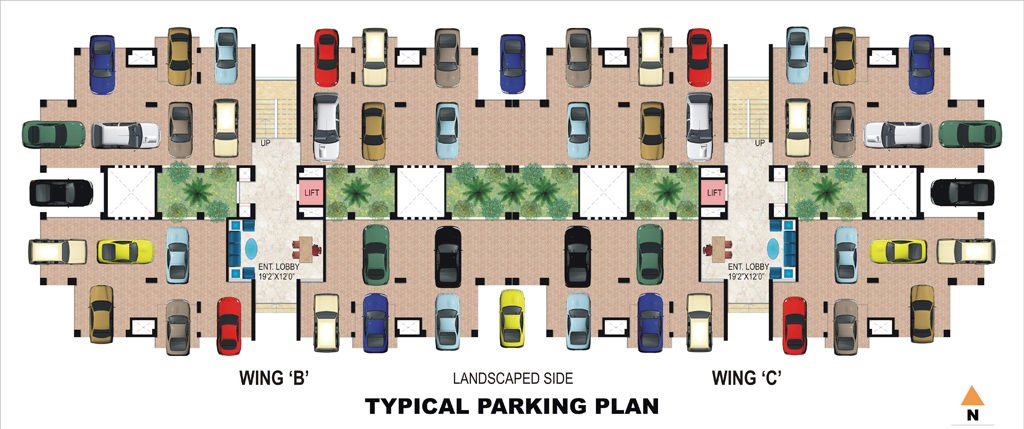 UP
UP
LIFT
LIFT
ENT. LOBBY
19'2"X12'0"
ENT. LOBBY
19'2"X12'0"
WING ‘B’
LANDSCAPED SIDE
WING ‘C’
TYPICAL PARKING PLAN
N